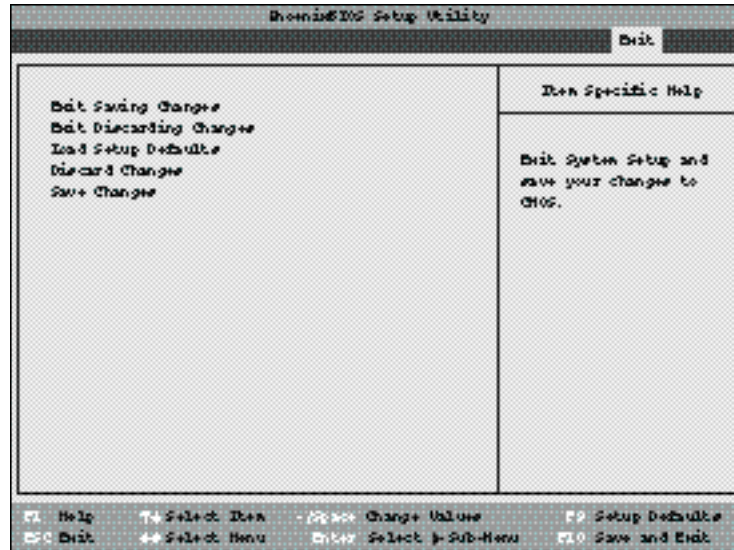 PhoenixBIOS Setup Utility
Exit
Exit Saving Changes
Exit Discarding Changes
Load Setup Defaults
Discard Changes
Save Changes
Item Specific Help
Exit System Setup and
save your changes to
CMOS.
F1 Help ↑↓ Select Item -/Space Change Values F9 Setup Defaults
ESC Exit ↔ Select Menu Enter Select ▶ Sub-Menu F10 Save and Exit